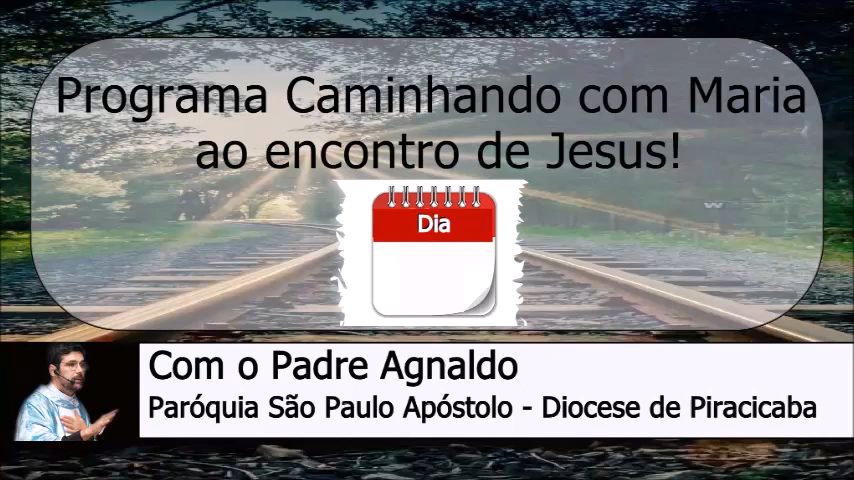 Programa Caminhando com Maria
ao encontro de Jesus!
Dia
Com o Padre Agnaldo
Paróquia São Paulo Apóstolo - Diocese de Piracicaba